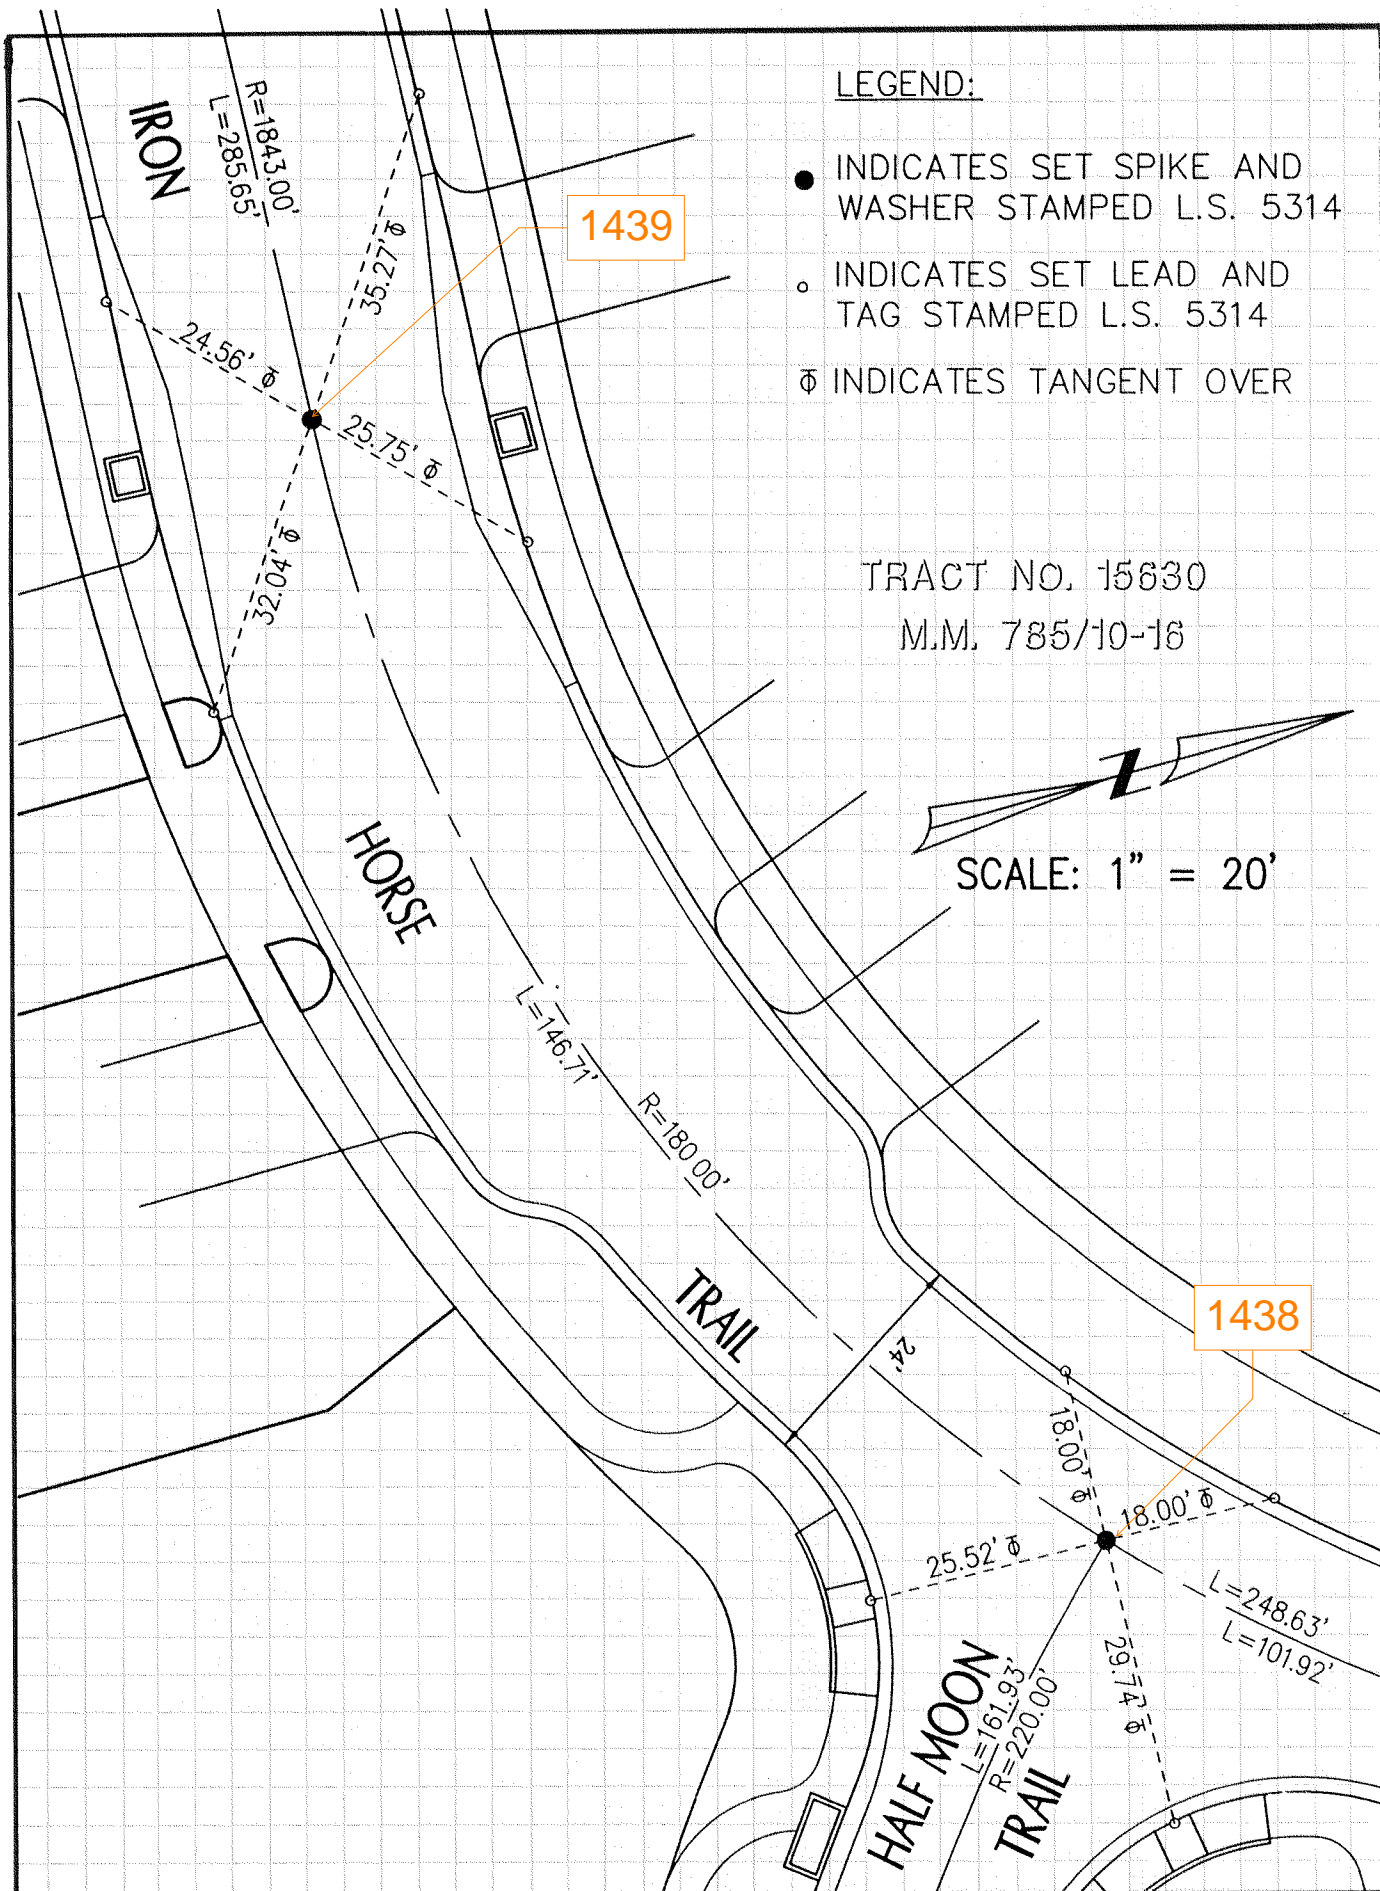 LEGEND:
INDICATES SET SPIKE AND
WASHER STAMPED L.S. 5314
INDICATES SET LEAD AND
TAG STAMPED L.S. 5314
Φ INDICATES TANGENT OVER
IRON
R=1843.00'
L=285.65'
35.27' Φ
1439
24.56' Φ
25.75' Φ
32.04' Φ
TRACT NO. 15630
M.M. 785/10-16
N
SCALE: 1" = 20'
HORSE
L=146.71'
R=180.00'
TRAIL
24'
1438
18.00' Φ
18.00' Φ
25.52' Φ
29.74' Φ
L=248.63'
L=101.92'
HALF MOON
TRAIL
L=161.93'
R=220.00'